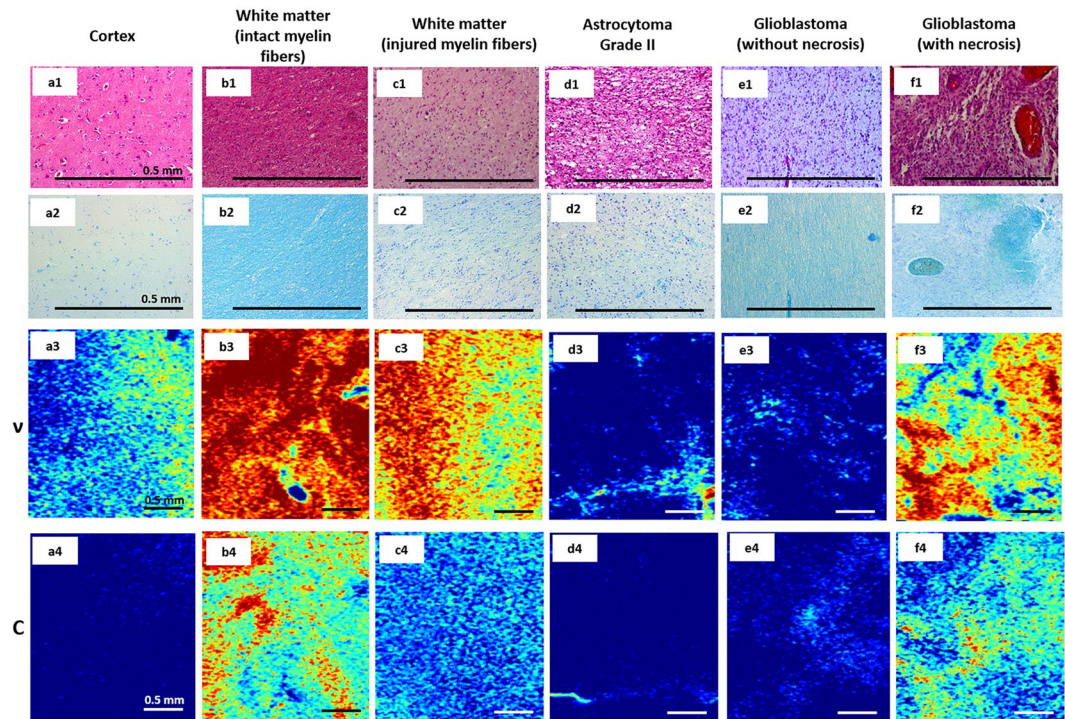 Cortex
White matter
(intact myelin
fibers)
White matter
(injured myelin fibers)
Astrocytoma
Grade II
Glioblastoma
(without necrosis)
Glioblastoma
(with necrosis)
a1
b1
c1
d1
e1
f1
0.5 mm
a2
b2
c2
d2
e2
f2
0.5 mm
ν
a3
b3
c3
d3
e3
f3
0.5 mm
C
a4
b4
c4
d4
e4
f4
0.5 mm